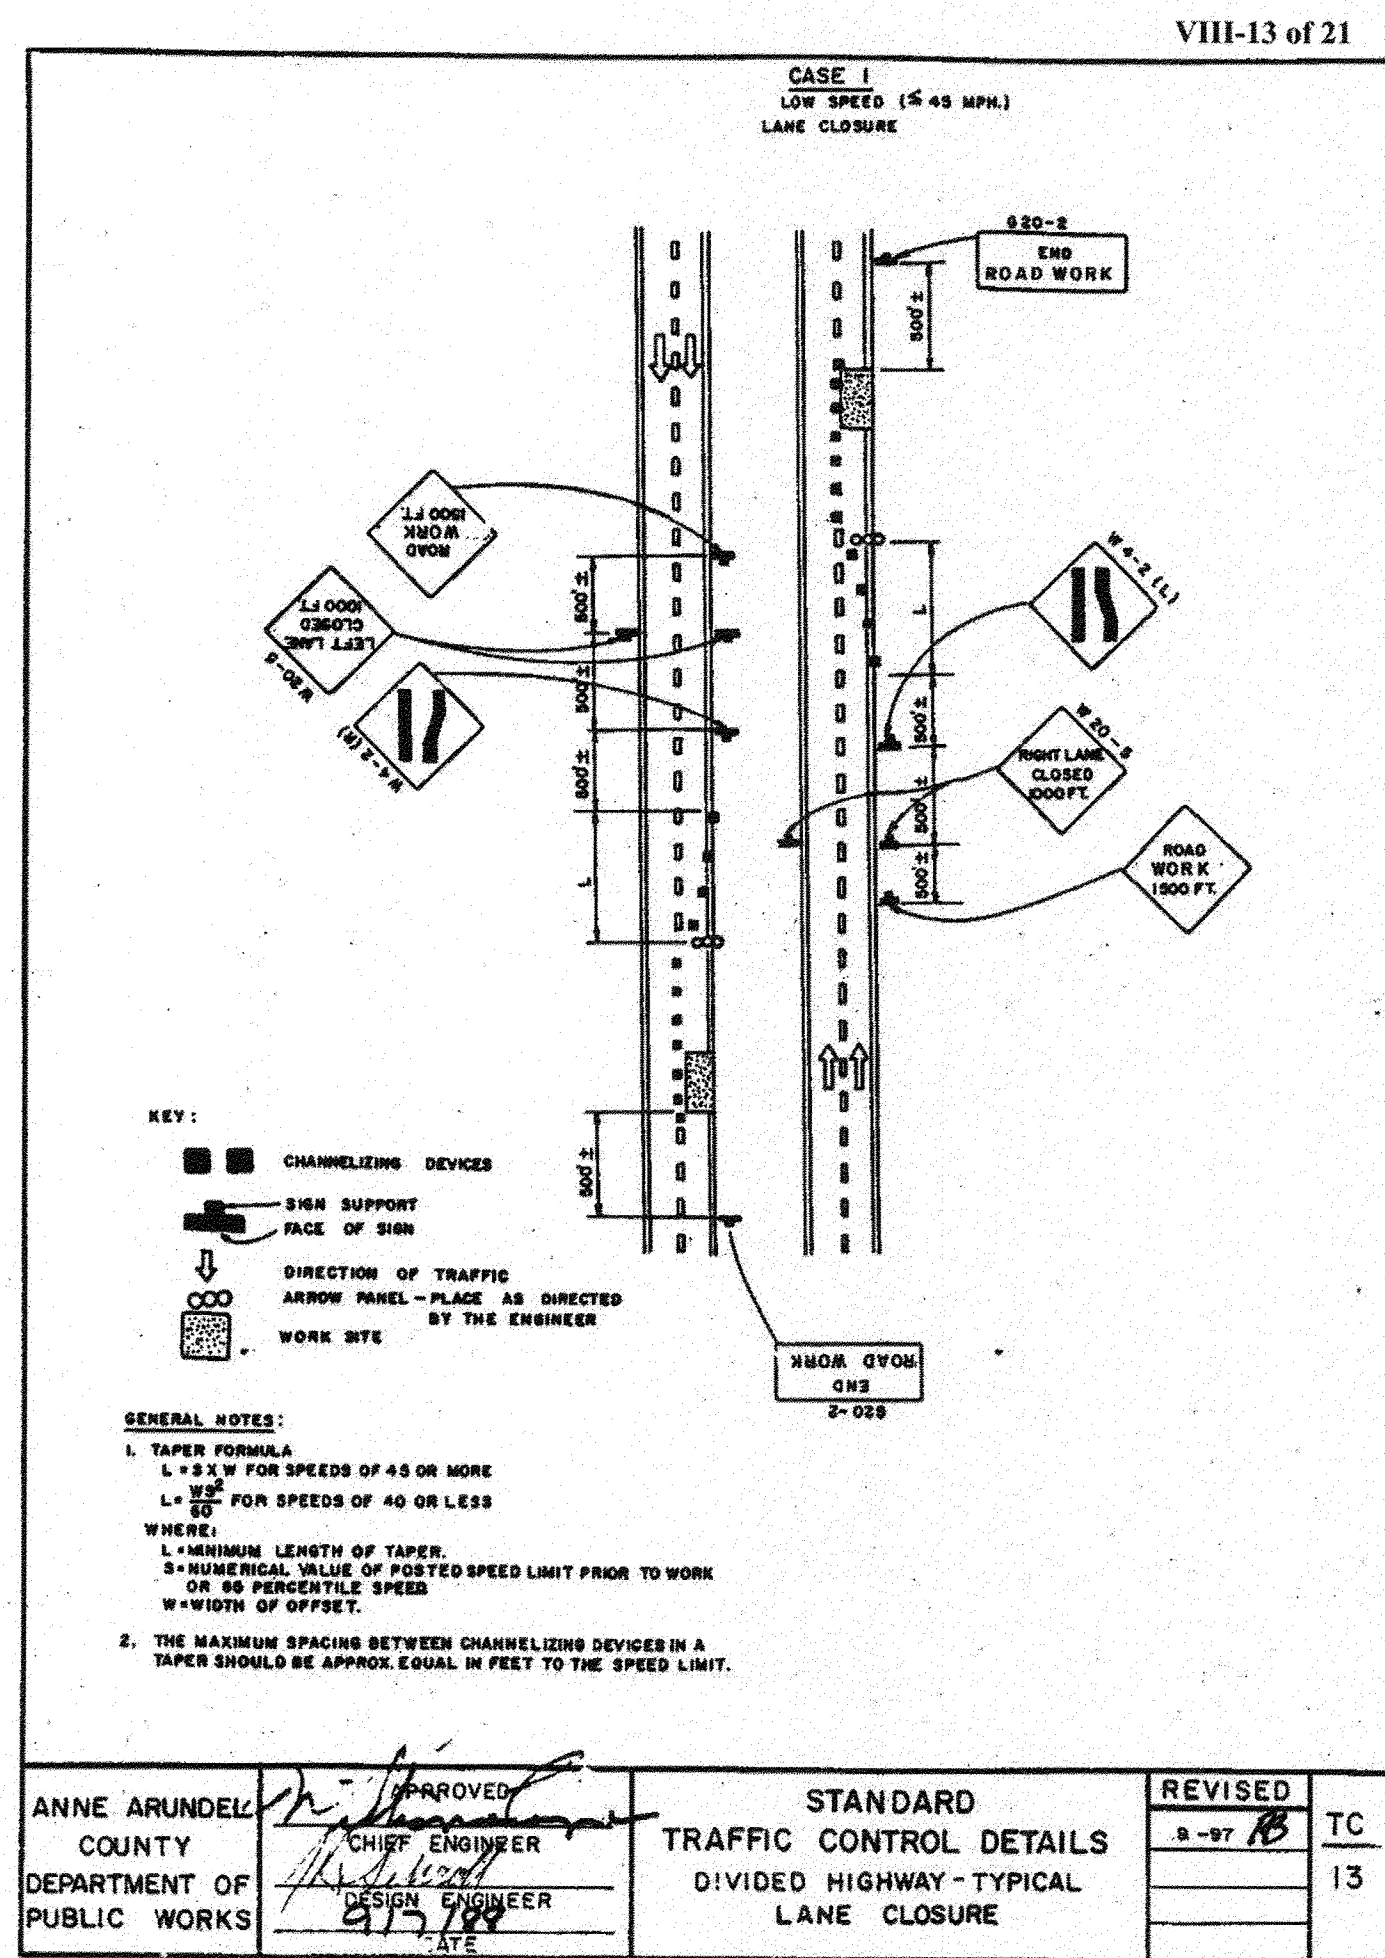 VIII-13 of 21
CASE 1
LOW SPEED (≤ 45 MPH.)
LANE CLOSURE
G20-2
END
ROAD WORK
500' ±
ROAD
WORK
1500 FT.
500' ±
LEFT LANE
CLOSED
1000 FT.
W20-5
500' ±
W4-2 (R)
500' ±
L
W4-2 (L)
L
500' ±
W20-5
RIGHT LANE
CLOSED
1000 FT.
500' ±
500' ±
ROAD
WORK
1500 FT.
500' ±
KEY:
CHANNELIZING DEVICES
SIGN SUPPORT
FACE OF SIGN
DIRECTION OF TRAFFIC
ARROW PANEL - PLACE AS DIRECTED
BY THE ENGINEER
WORK SITE
END
ROAD WORK
G20-2
GENERAL NOTES:
1. TAPER FORMULA
L = S X W FOR SPEEDS OF 45 OR MORE
L = WS²/60 FOR SPEEDS OF 40 OR LESS
WHERE:
L = MINIMUM LENGTH OF TAPER.
S = NUMERICAL VALUE OF POSTED SPEED LIMIT PRIOR TO WORK
OR 85 PERCENTILE SPEED
W = WIDTH OF OFFSET.
2. THE MAXIMUM SPACING BETWEEN CHANNELIZING DEVICES IN A
TAPER SHOULD BE APPROX. EQUAL IN FEET TO THE SPEED LIMIT.
ANNE ARUNDEL
COUNTY
DEPARTMENT OF
PUBLIC WORKS
APPROVED
CHIEF ENGINEER
DESIGN ENGINEER
9/7/88
DATE
STANDARD
TRAFFIC CONTROL DETAILS
DIVIDED HIGHWAY - TYPICAL
LANE CLOSURE
REVISED
9-97
TC
13